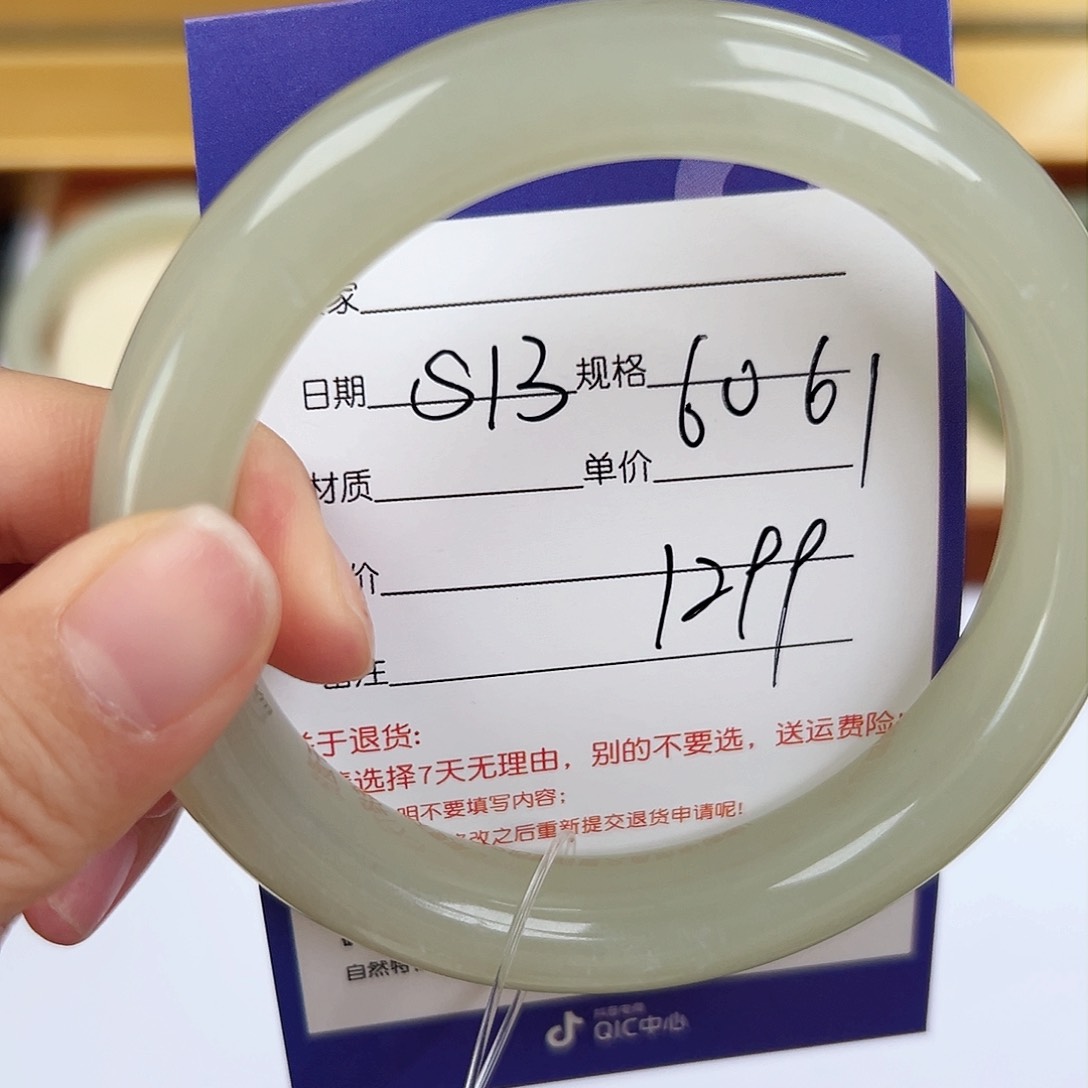 家
日期 S13 规格 6061
材质 单价
价 1299
备注
关于退货:
选择7天无理由，别的不要选，送运费险
明不要填写内容；
改之后重新提交退货申请呢!
自然特
QIC中心